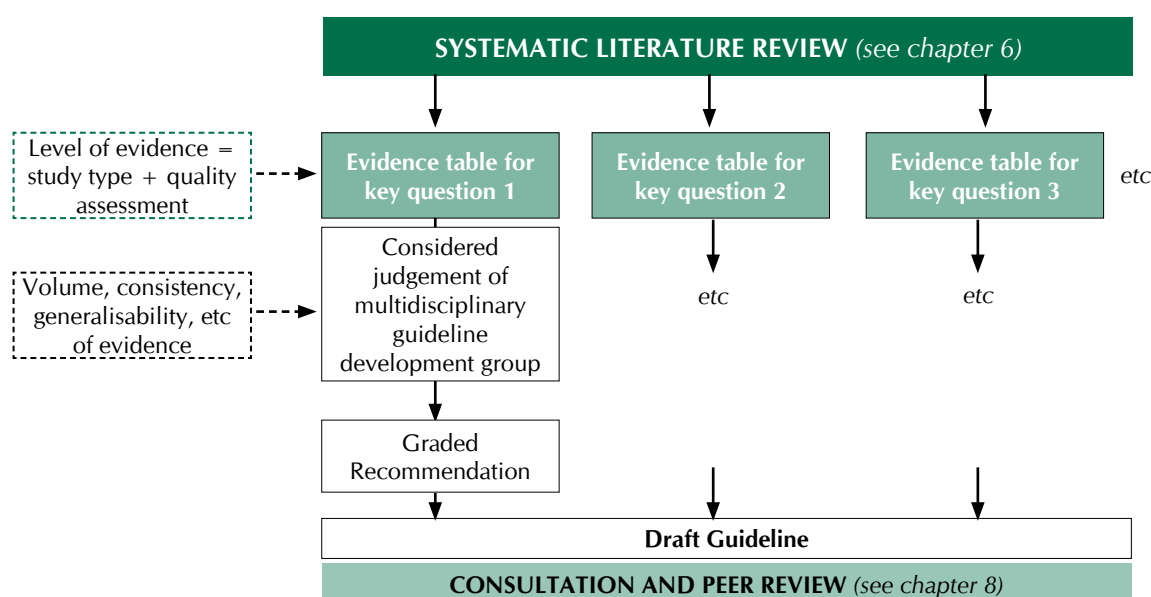 SYSTEMATIC LITERATURE REVIEW (see chapter 6)
Level of evidence =
study type + quality
assessment
Evidence table for
key question 1
Evidence table for
key question 2
Evidence table for
key question 3
etc
Volume, consistency,
generalisability, etc
of evidence
Considered
judgement of
multidisciplinary
guideline
development group
etc
etc
Graded
Recommendation
Draft Guideline
CONSULTATION AND PEER REVIEW (see chapter 8)